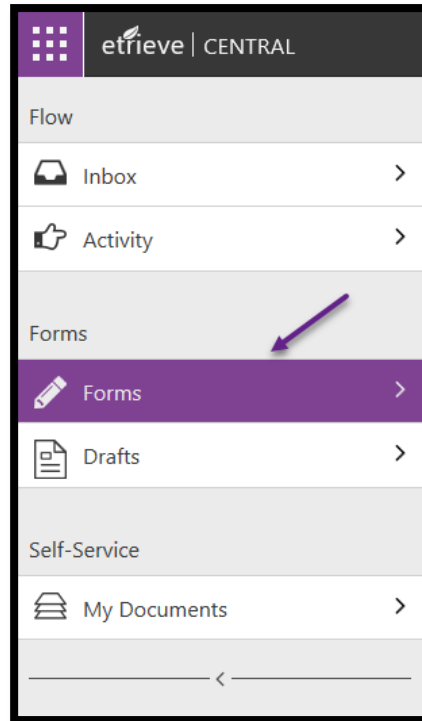 etrieve | CENTRAL
Flow
Inbox
Activity
Forms
Forms
Drafts
Self-Service
My Documents